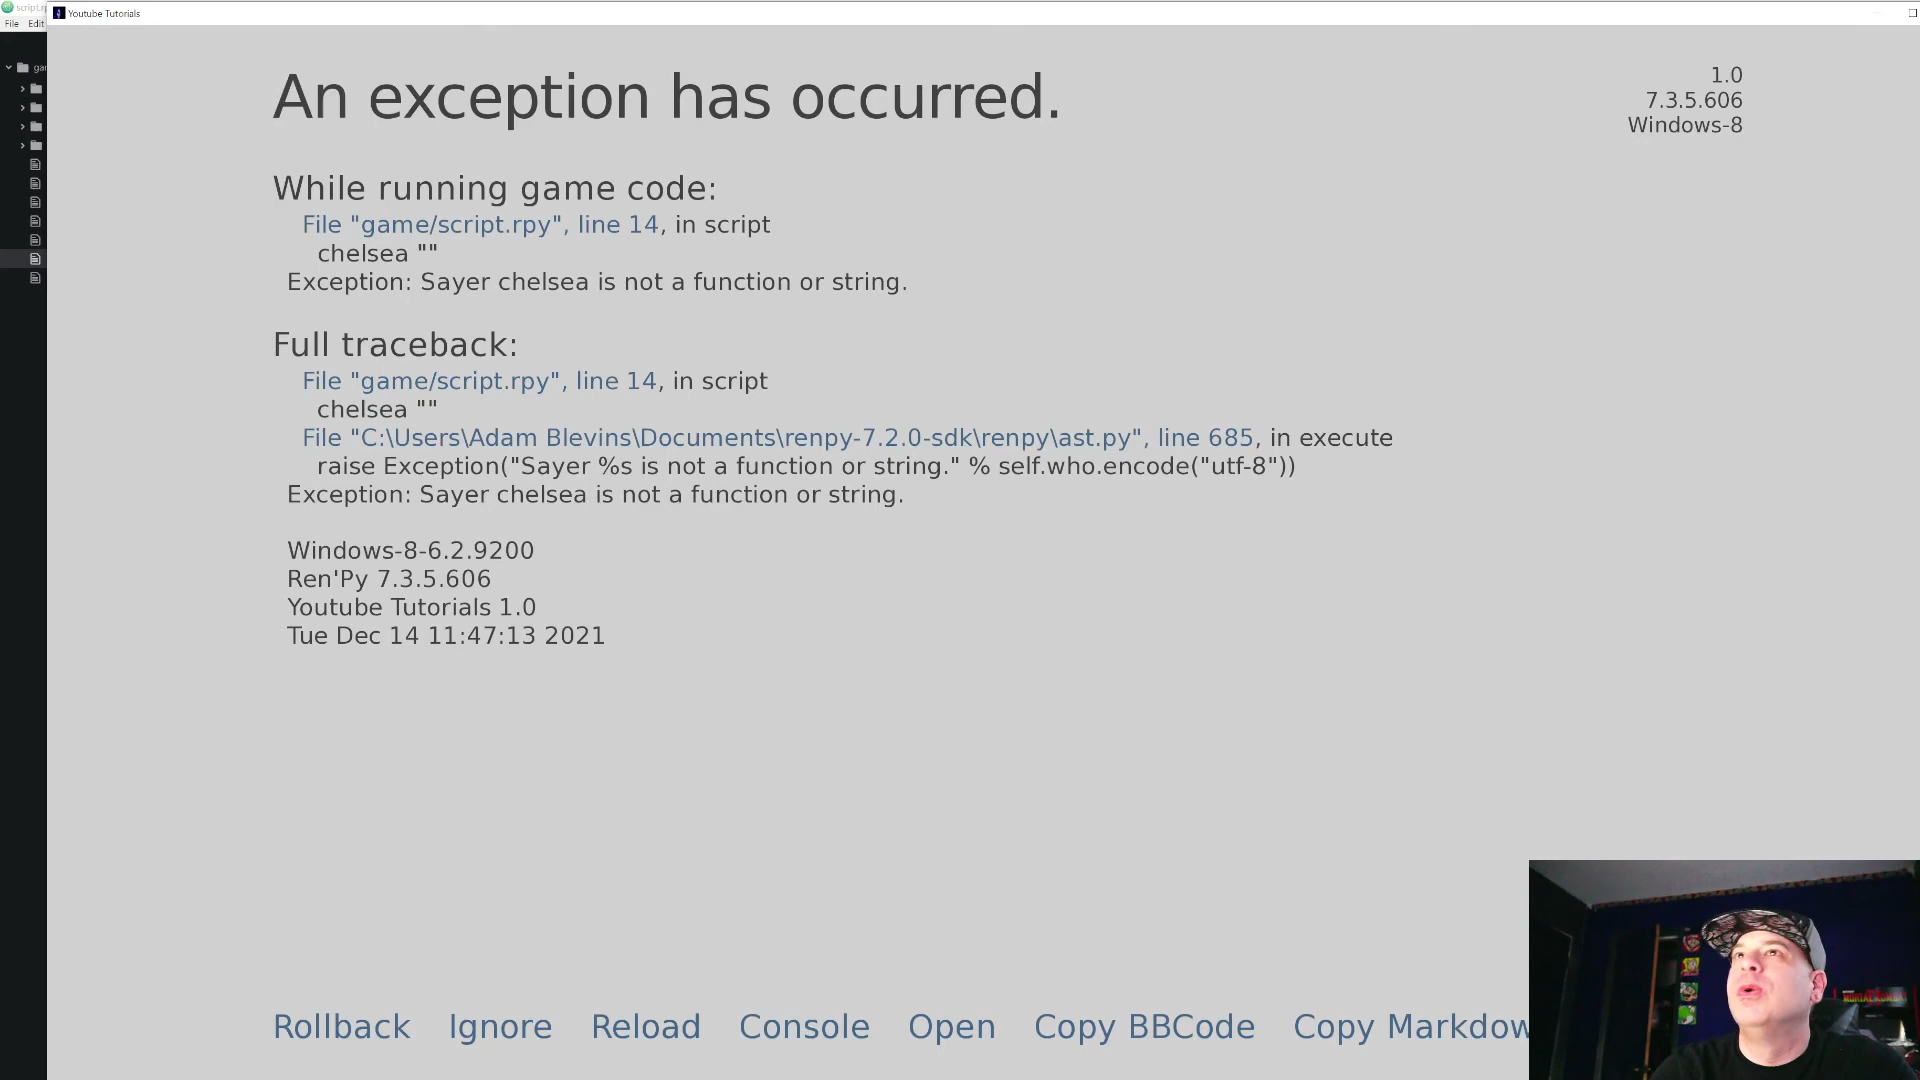 script.rp
Youtube Tutorials
File Edit
gar
An exception has occurred.
1.0
7.3.5.606
Windows-8
While running game code:
File "game/script.rpy", line 14, in script
chelsea ""
Exception: Sayer chelsea is not a function or string.
Full traceback:
File "game/script.rpy", line 14, in script
chelsea ""
File "C:\Users\Adam Blevins\Documents\renpy-7.2.0-sdk\renpy\ast.py", line 685, in execute
raise Exception("Sayer %s is not a function or string." % self.who.encode("utf-8"))
Exception: Sayer chelsea is not a function or string.
Windows-8-6.2.9200
Ren'Py 7.3.5.606
Youtube Tutorials 1.0
Tue Dec 14 11:47:13 2021
Rollback Ignore Reload Console Open Copy BBCode Copy Markdow